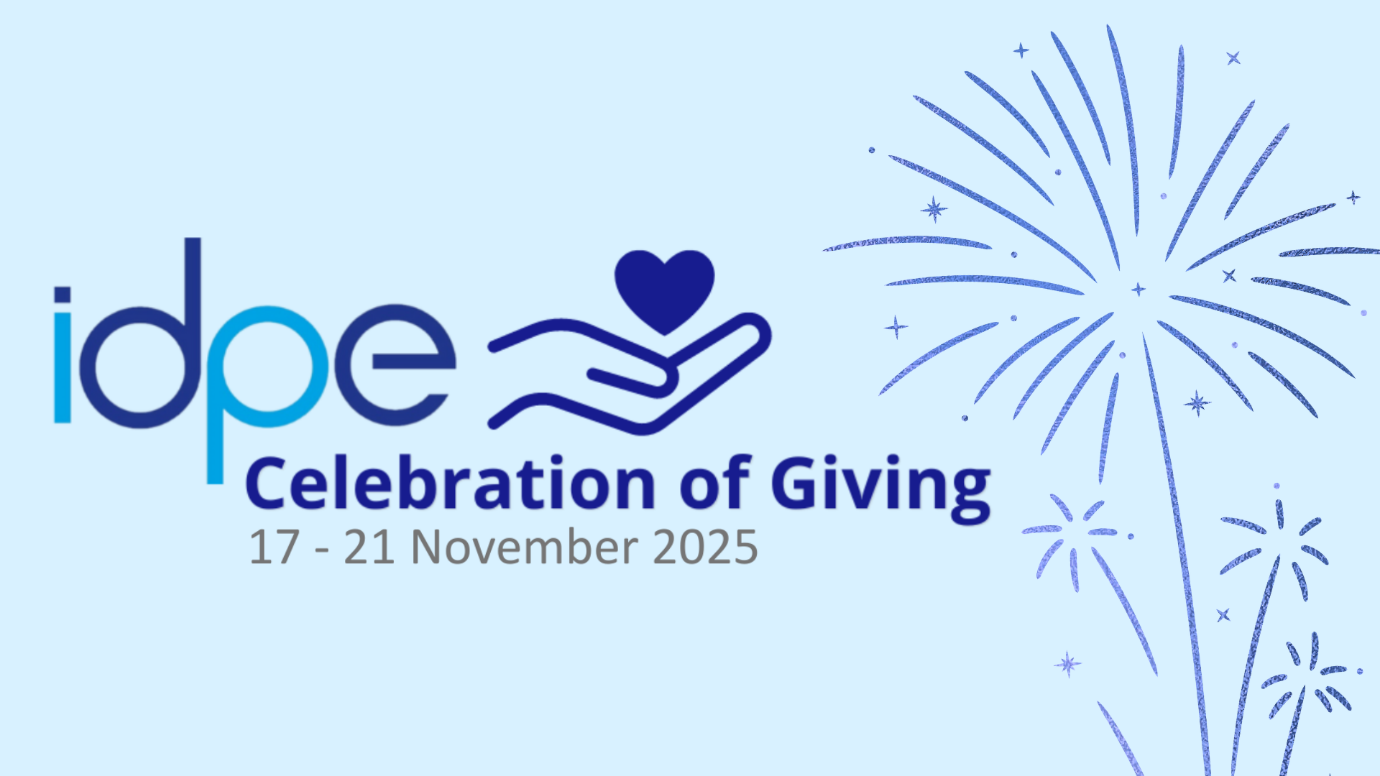 idpe
Celebration of Giving
17 - 21 November 2025